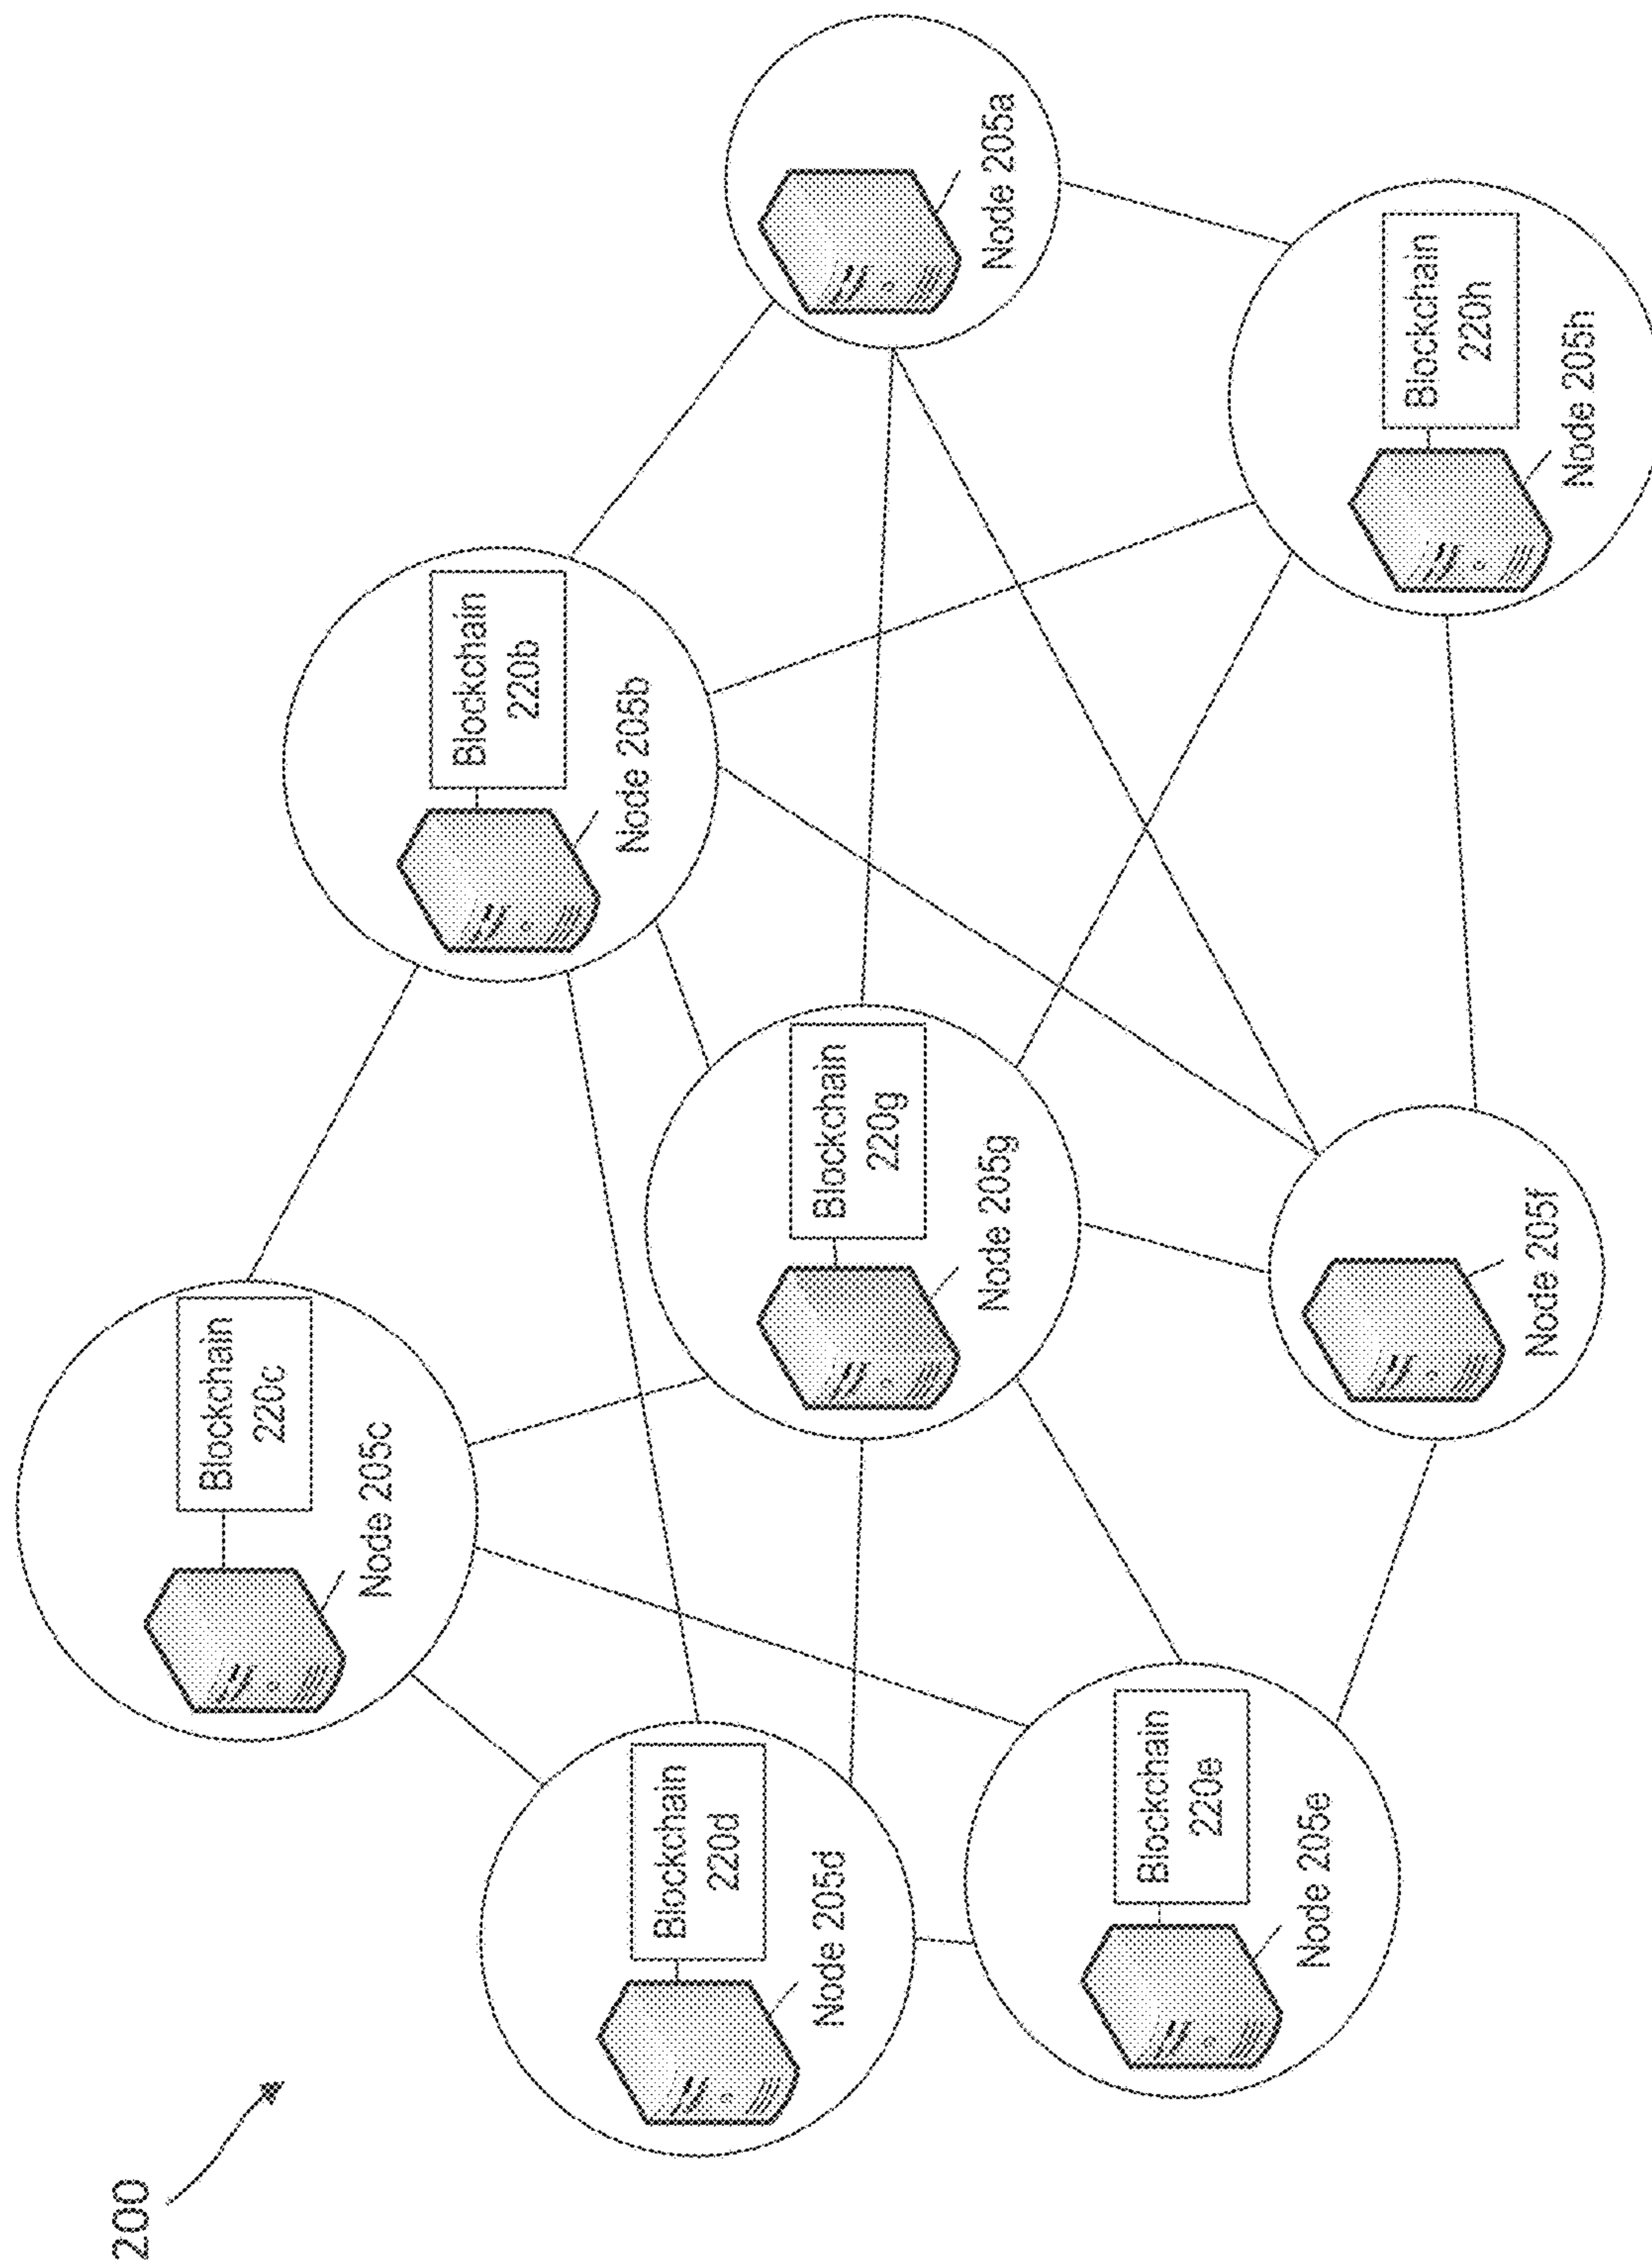 200
Blockchain
220c
Node 205c
Blockchain
220d
Node 205d
Blockchain
220b
Node 205b
Blockchain
220g
Node 205g
Blockchain
220e
Node 205e
Node 205a
Node 205f
Blockchain
220h
Node 205h